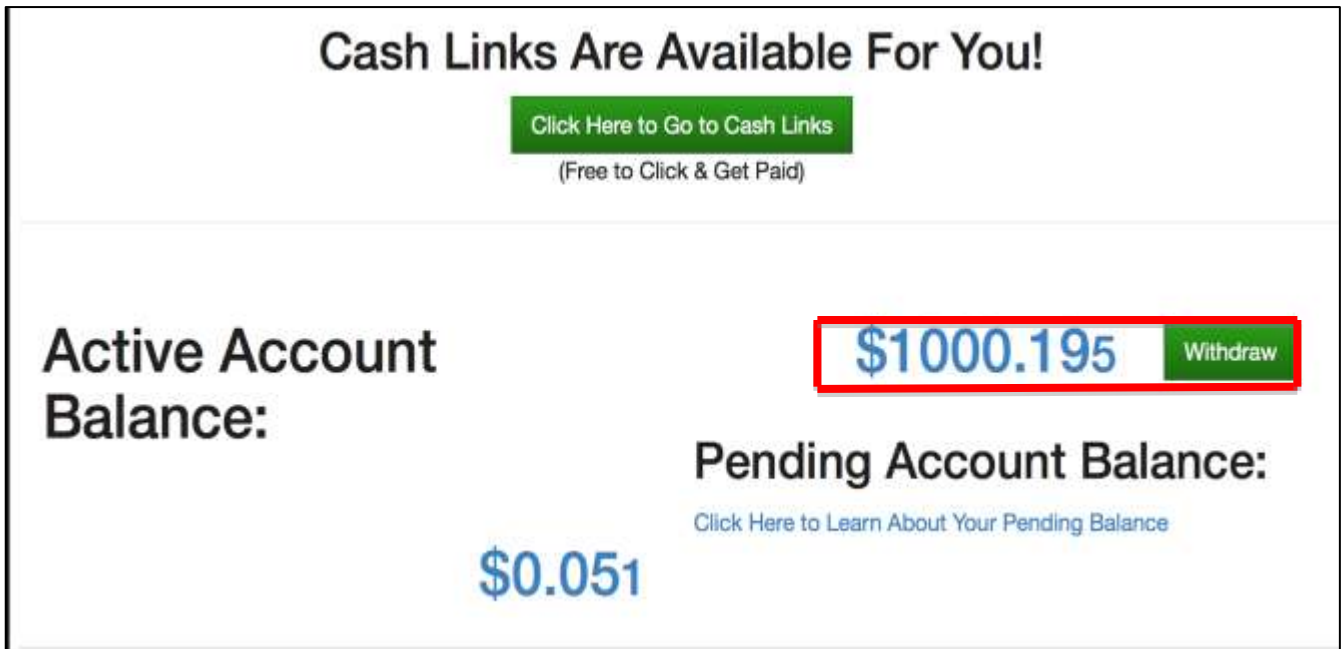 Cash Links Are Available For You!
Click Here to Go to Cash Links
(Free to Click & Get Paid)
Active Account
Balance:
$1000.195
Withdraw
Pending Account Balance:
Click Here to Learn About Your Pending Balance
$0.051